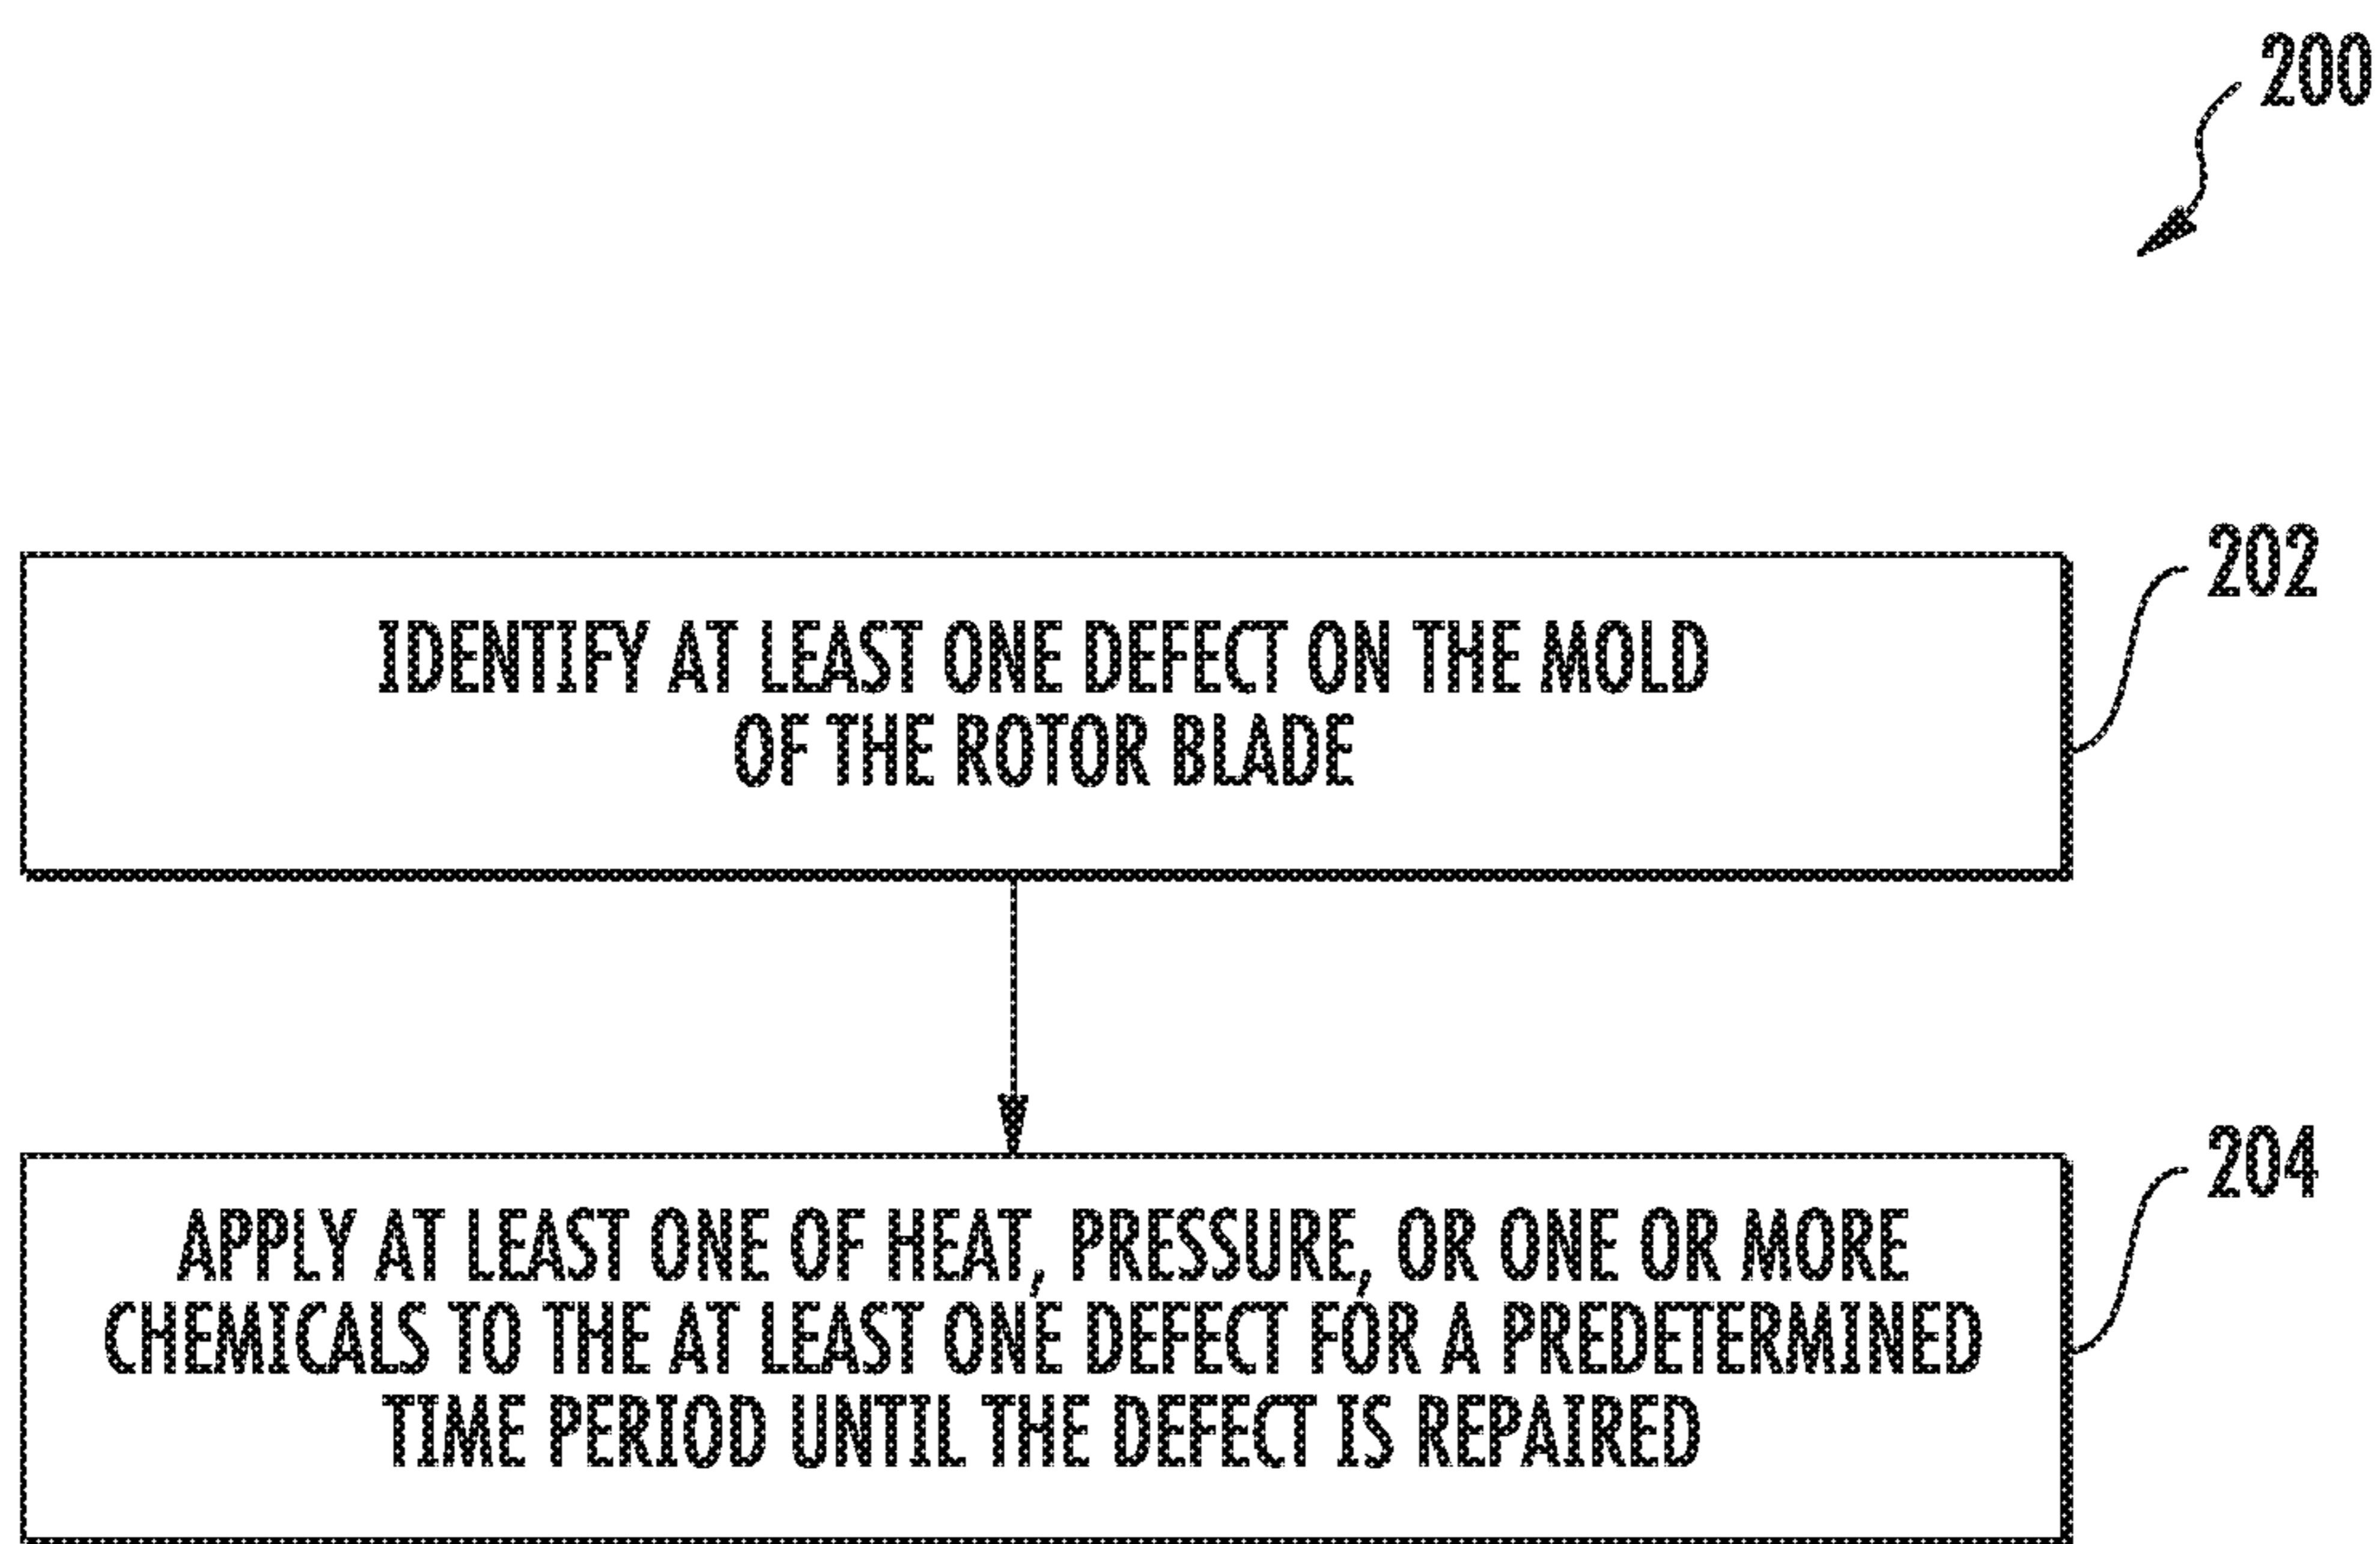 200
202
IDENTIFY AT LEAST ONE DEFECT ON THE MOLD
OF THE ROTOR BLADE
204
APPLY AT LEAST ONE OF HEAT, PRESSURE, OR ONE OR MORE
CHEMICALS TO THE AT LEAST ONE DEFECT FOR A PREDETERMINED
TIME PERIOD UNTIL THE DEFECT IS REPAIRED